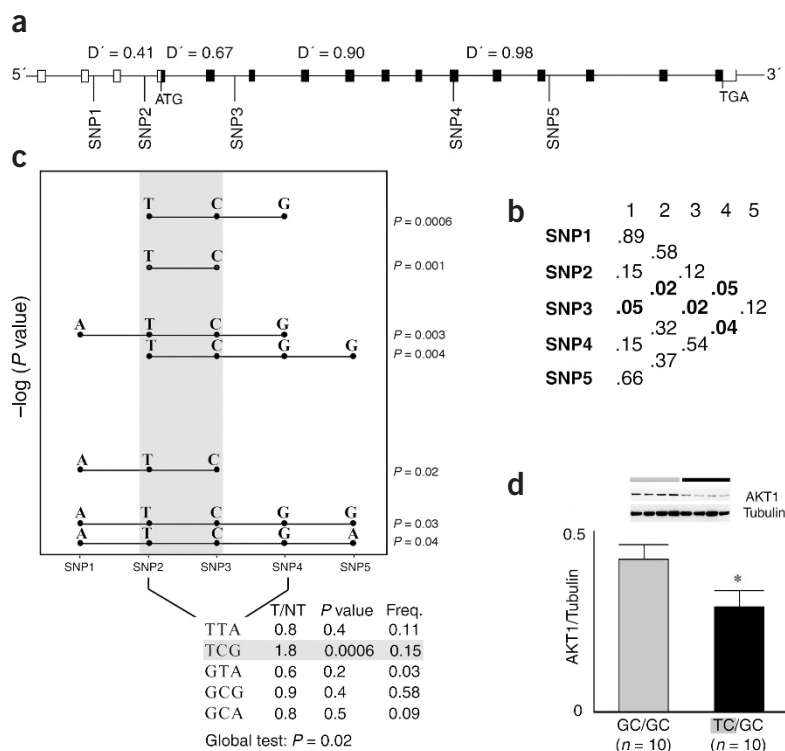 a
D´ = 0.41 D´ = 0.67 D´ = 0.90 D´ = 0.98
5´ 3´
ATG TGA
SNP1 SNP2 SNP3 SNP4 SNP5
c
–log (P value)
T C G
P = 0.0006
T C
P = 0.001
A T C G
P = 0.003
T C G G
P = 0.004
A T C
P = 0.02
A T C G G
P = 0.03
A T C G A
P = 0.04
SNP1 SNP2 SNP3 SNP4 SNP5
T/NT P value Freq.
TTA 0.8 0.4 0.11
TCG 1.8 0.0006 0.15
GTA 0.6 0.2 0.03
GCG 0.9 0.4 0.58
GCA 0.8 0.5 0.09
Global test: P = 0.02
b
1 2 3 4 5
SNP1 .89
.58
SNP2 .15 .12
.02 .05
SNP3 .05 .02 .12
.32 .04
SNP4 .15 .54
.37
SNP5 .66
d
AKT1
Tubulin
0.5
*
AKT1/Tubulin
0
GC/GC TC/GC
(n = 10) (n = 10)